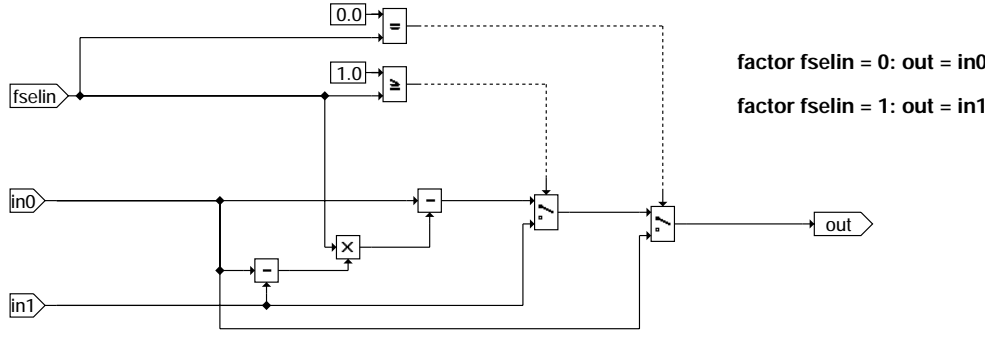 0.0
=
1.0
≥
fselin
factor fselin = 0: out = in0
factor fselin = 1: out = in1
in0
-
out
×
-
in1